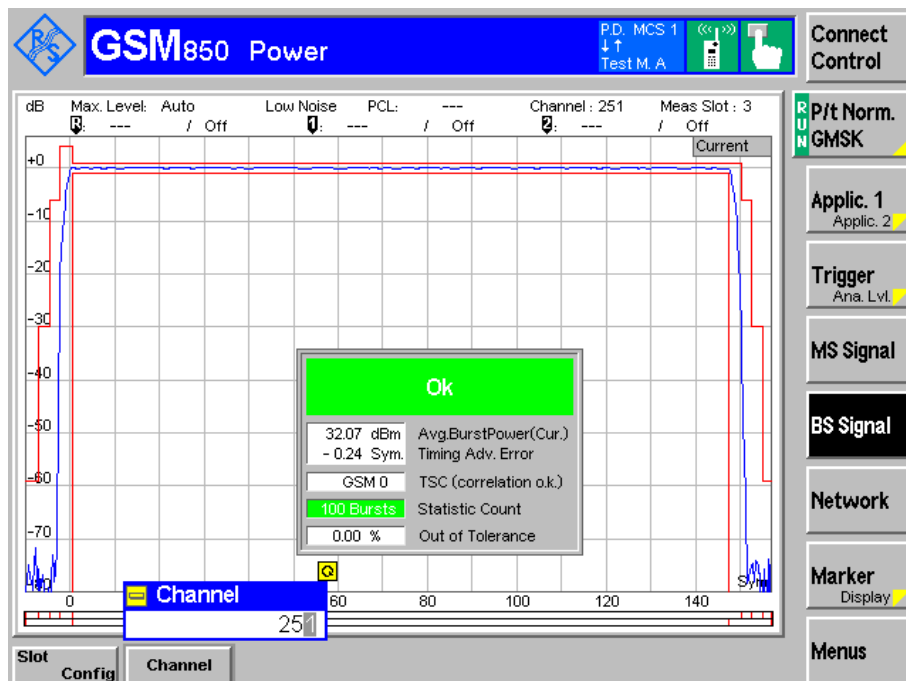 R/S
GSM850 Power
P.D. MCS 1
Test M. A
Connect
Control
dB Max. Level: Auto Low Noise PCL: --- Channel : 251 Meas Slot : 3
R: --- / Off 1: --- / Off 2: --- / Off
Current
RUN
P/t Norm.
GMSK
Applic. 1
Applic. 2
Trigger
Ana. Lvl.
MS Signal
BS Signal
Network
Marker
Display
Menus
+0
-10
-20
-30
-40
-50
-60
-70
Ok
32.07 dBm Avg.BurstPower(Cur.)
- 0.24 Sym. Timing Adv. Error
GSM 0 TSC (correlation o.k.)
100 Bursts Statistic Count
0.00 % Out of Tolerance
0 60 80 100 120 140
Channel
251
Slot
Config
Channel